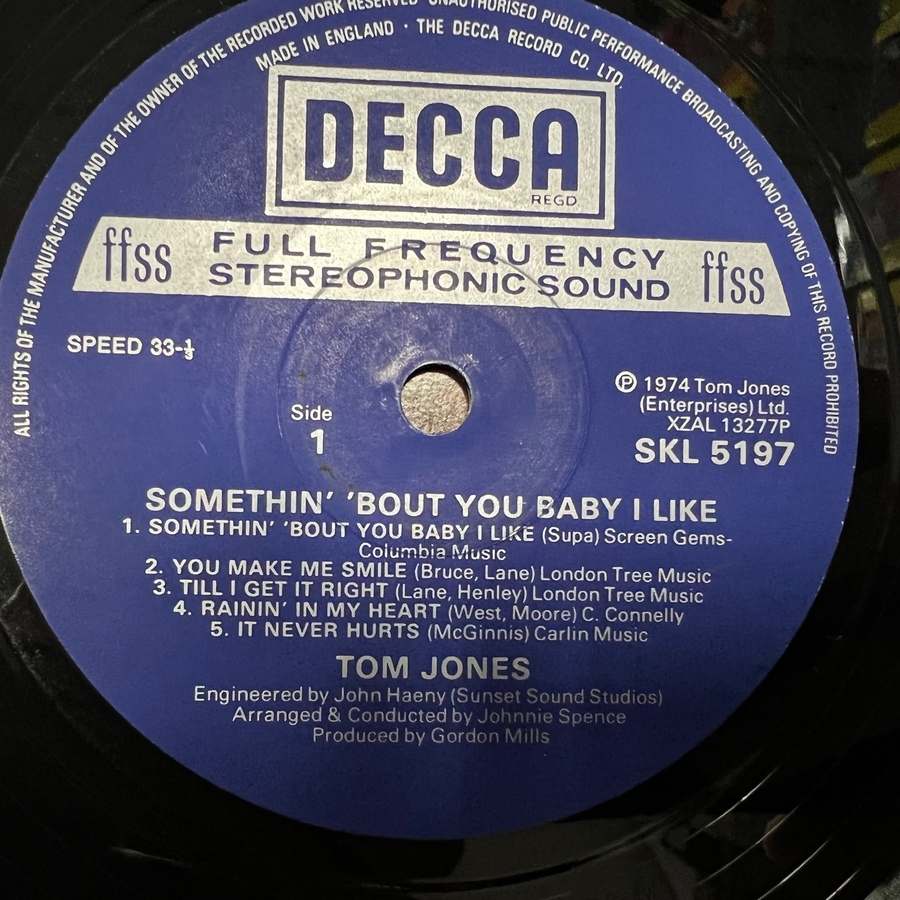 ALL RIGHTS OF THE MANUFACTURER AND OF THE OWNER OF THE RECORDED WORK RESERVED · UNAUTHORISED PUBLIC PERFORMANCE BROADCASTING AND COPYING OF THIS RECORD PROHIBITED
MADE IN ENGLAND · THE DECCA RECORD CO. LTD.
DECCA
REGD.
ffss FULL FREQUENCY ffss
STEREOPHONIC SOUND
SPEED 33-⅓
Side
1
℗ 1974 Tom Jones
(Enterprises) Ltd.
XZAL 13277P
SKL 5197
SOMETHIN' 'BOUT YOU BABY I LIKE
1. SOMETHIN' 'BOUT YOU BABY I LIKE (Supa) Screen Gems-
Columbia Music
2. YOU MAKE ME SMILE (Bruce, Lane) London Tree Music
3. TILL I GET IT RIGHT (Lane, Henley) London Tree Music
4. RAININ' IN MY HEART (West, Moore) C. Connelly
5. IT NEVER HURTS (McGinnis) Carlin Music
TOM JONES
Engineered by John Haeny (Sunset Sound Studios)
Arranged & Conducted by Johnnie Spence
Produced by Gordon Mills